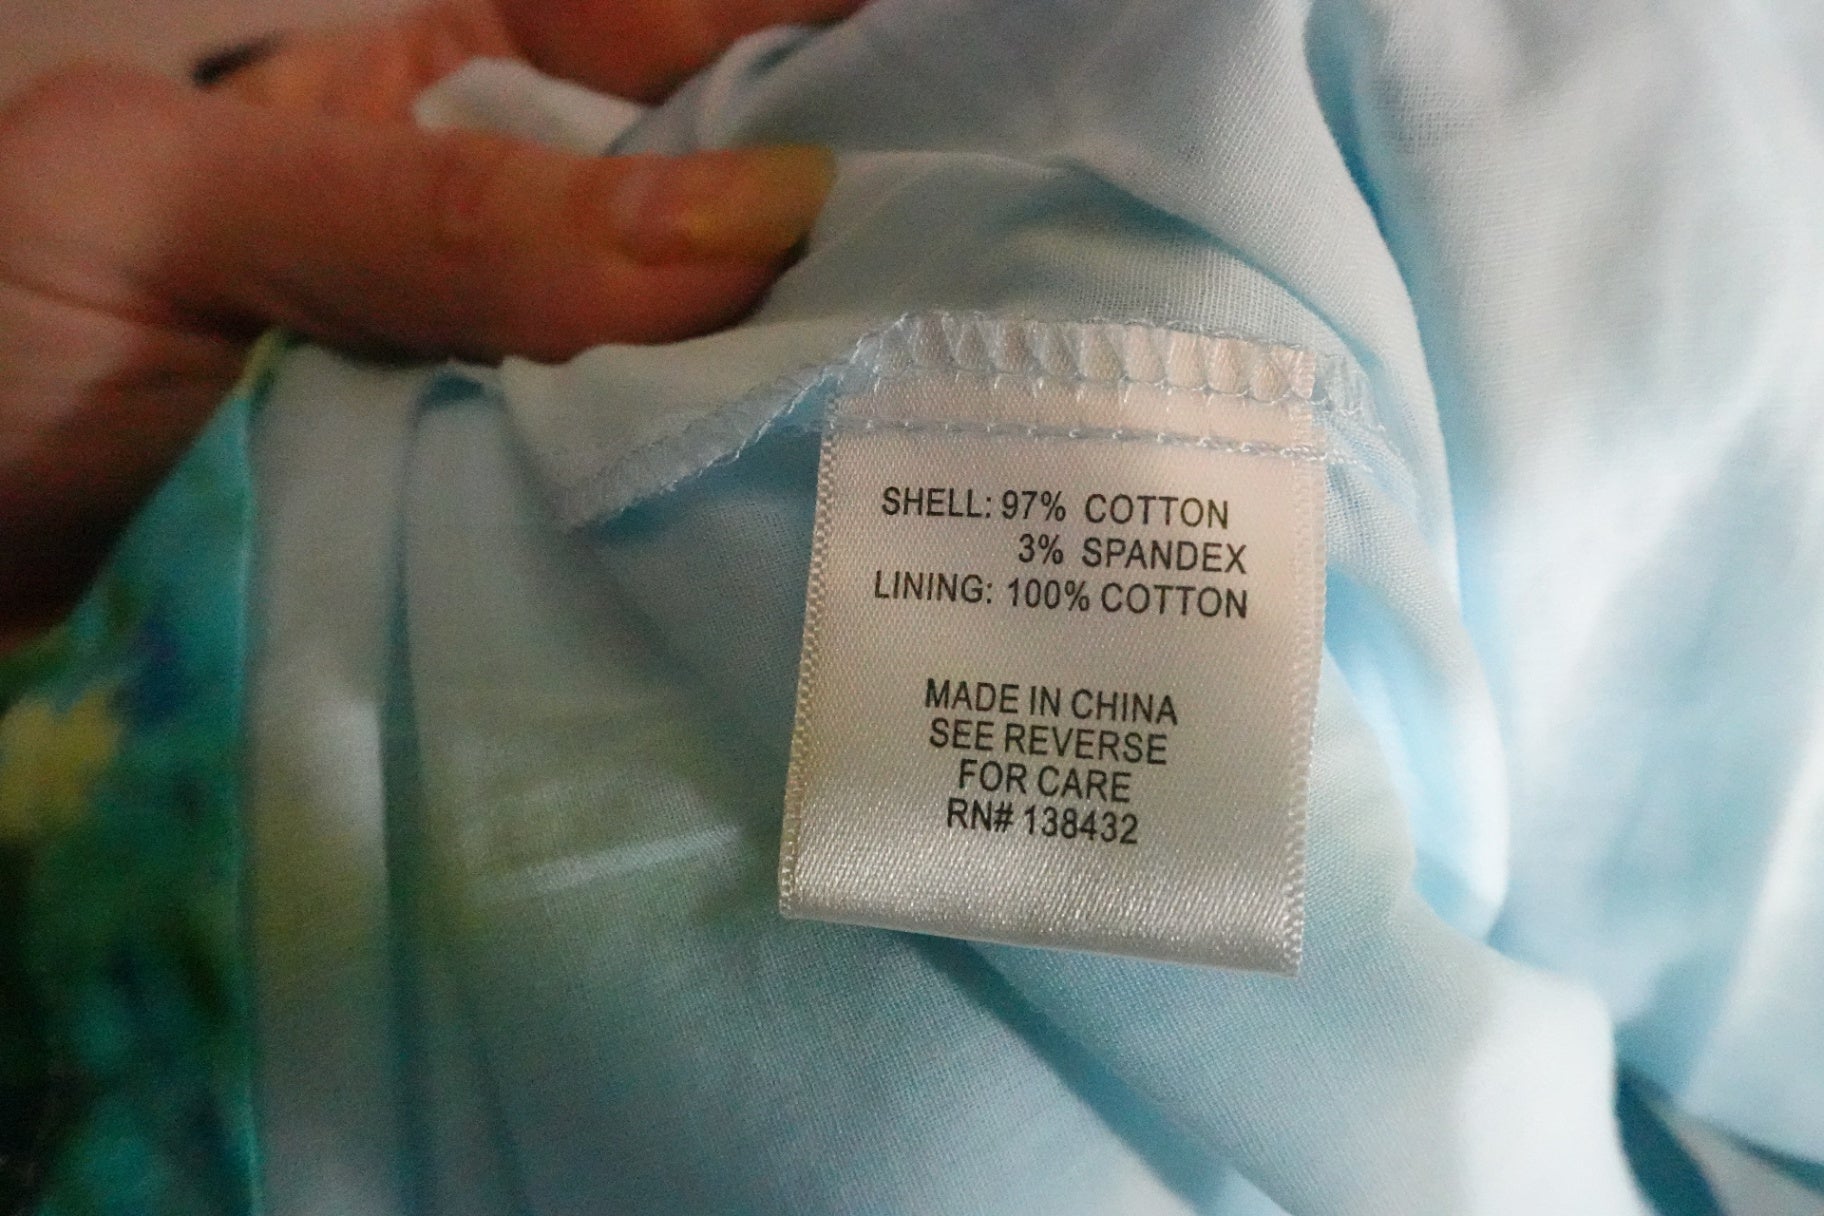 SHELL: 97% COTTON
3% SPANDEX
LINING: 100% COTTON
MADE IN CHINA
SEE REVERSE
FOR CARE
RN# 138432